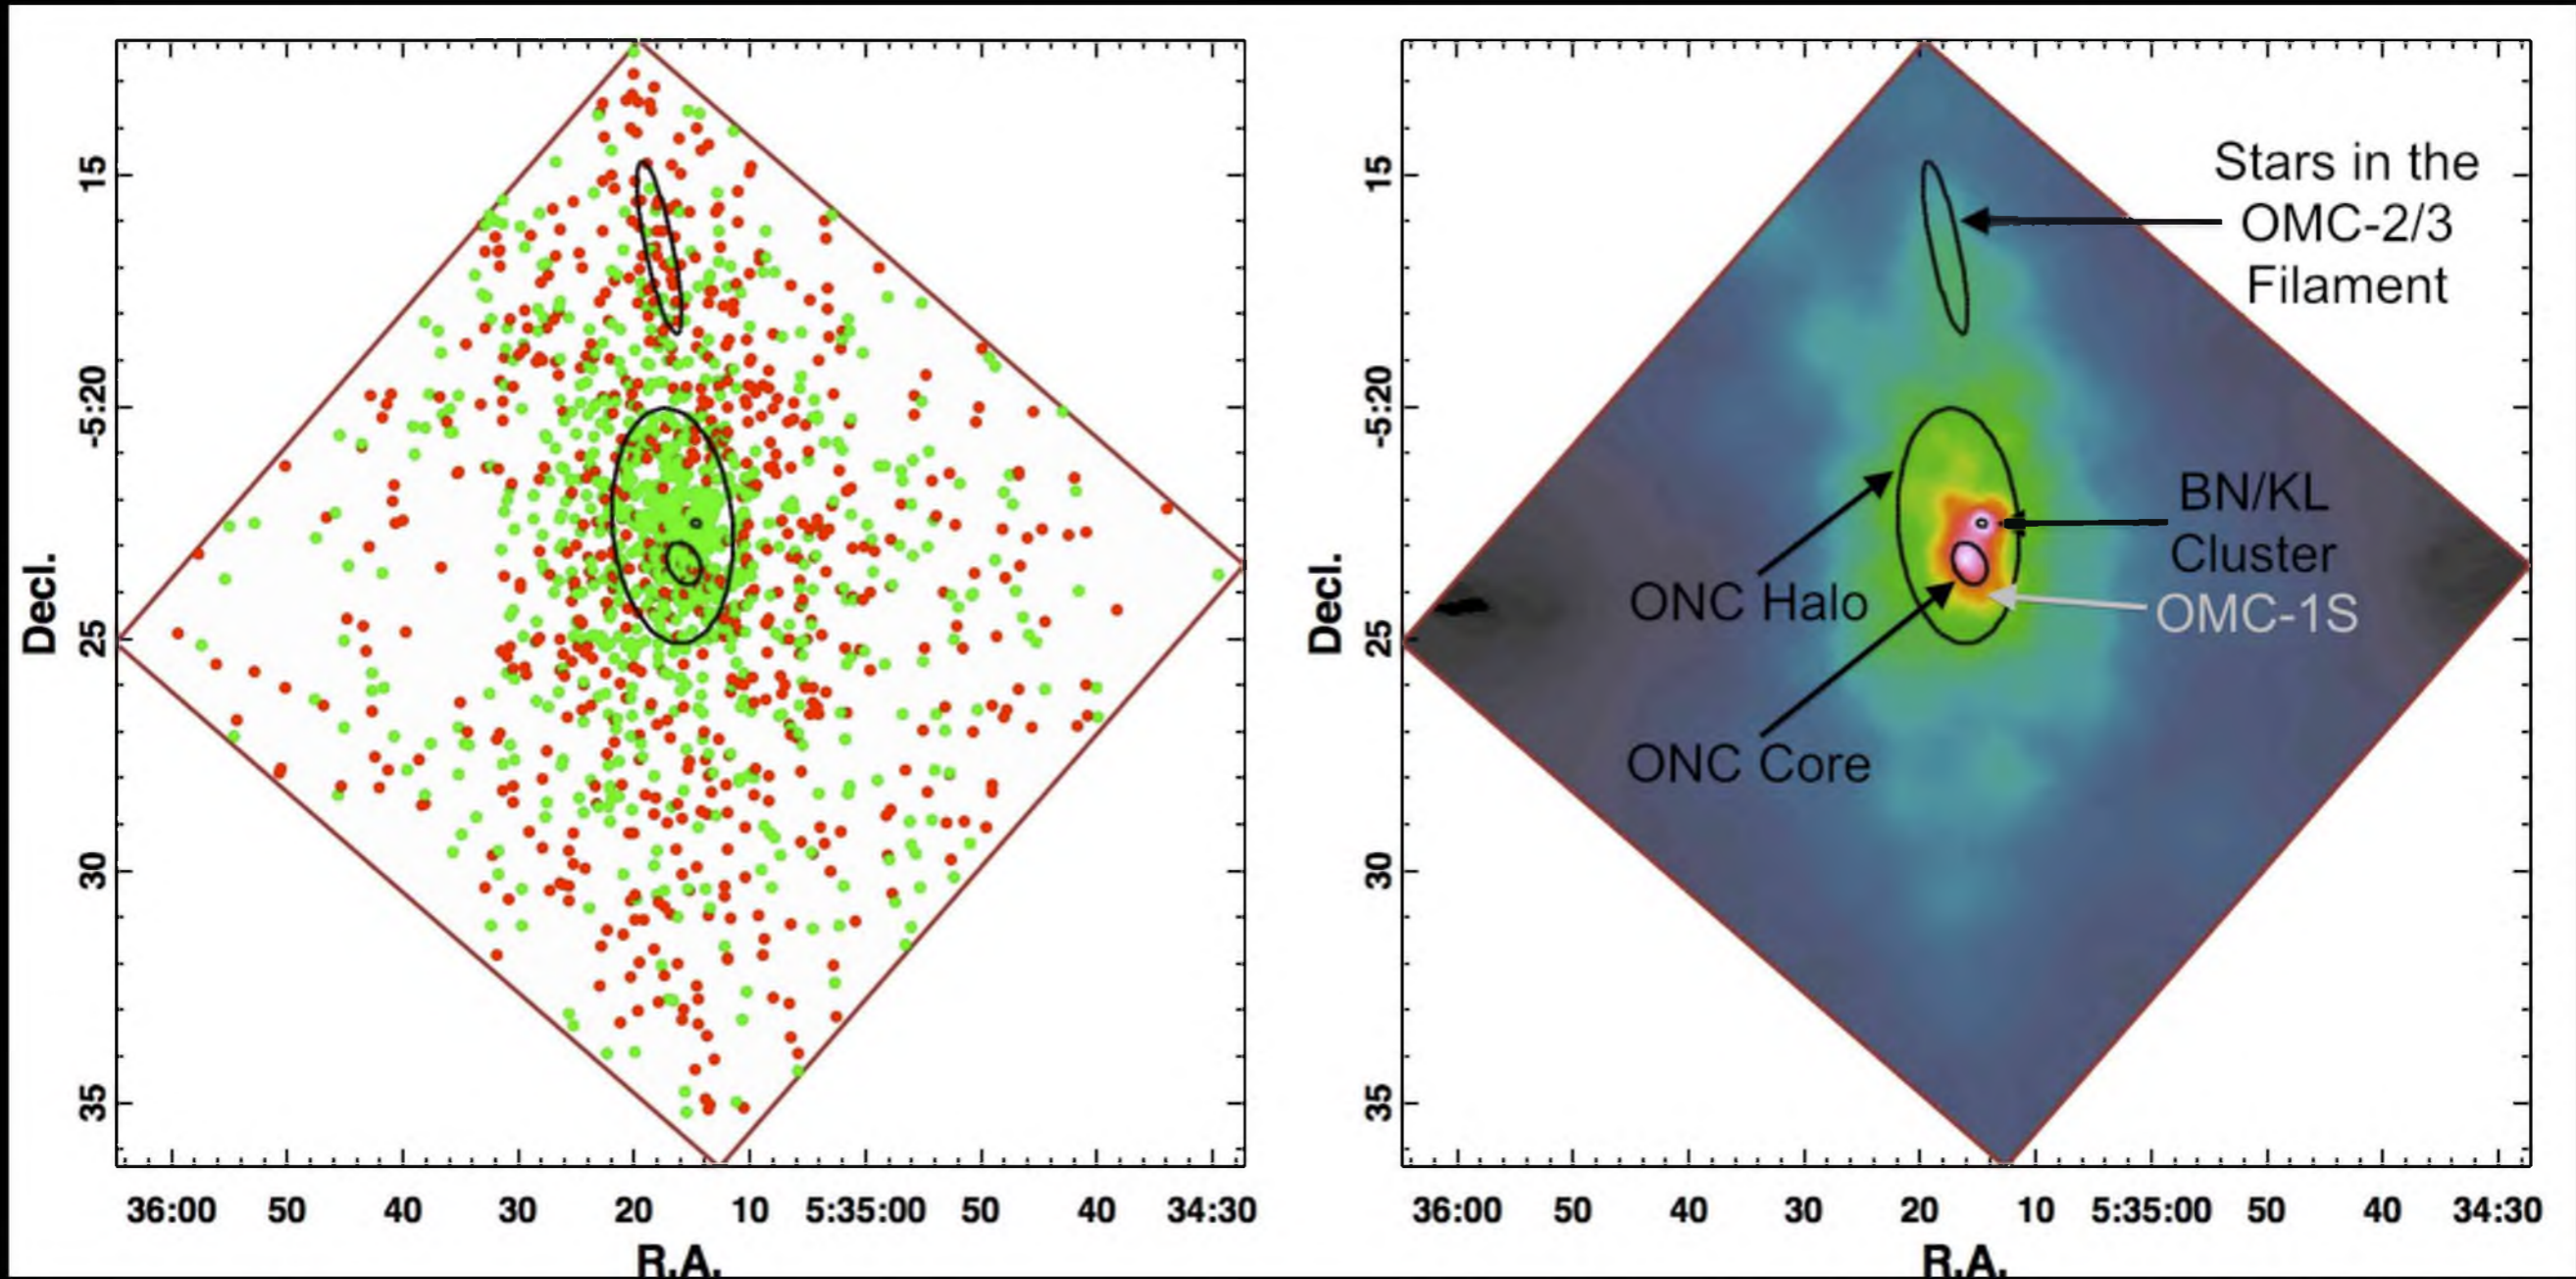 15
-5:20
25
30
35
Decl.
36:00 50 40 30 20 10 5:35:00 50 40 34:30
R.A.
15
-5:20
25
30
35
Decl.
Stars in the
OMC-2/3
Filament
BN/KL
Cluster
ONC Halo
OMC-1S
ONC Core
36:00 50 40 30 20 10 5:35:00 50 40 34:30
R.A.